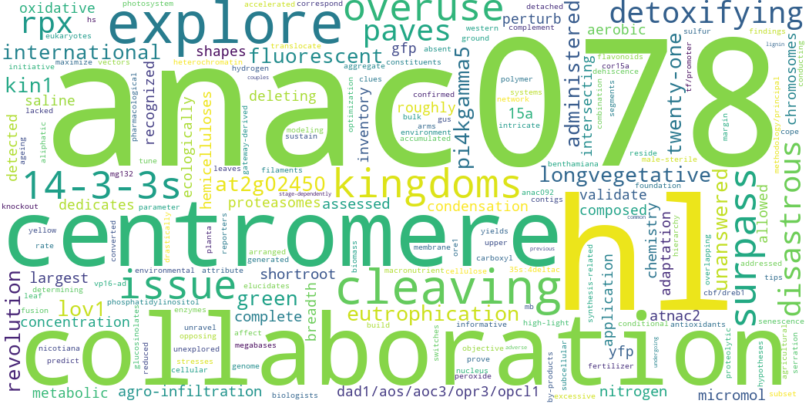 anac078
centromere
collaboration
hl
explore
overuse
detoxifying
rpx
paves
international
shapes
fluorescent
perturb
administered
aerobic
twenty-one
chromosomes
intersecting
oxidative
photosystem
accelerated
correspond
hs
eukaryotes
translocate
heterochromatic
gfp
absent
western
ground
complement
detached
findings
sulfur
lignin
initiative
maximize
vectors
hydrogen
couples
aggregate
constituents
network
clues
confirmed
kin1
saline
lacked
detected
ageing
aliphatic
pharmacological
recognized
deleting
ecologically
hemicelluloses
modeling
sustain
optimization
inventory
roughly
bulk
gus
arms
environment
accumulated
pi4kgamma5
polymer
systems
15a
intricate
combination
segments
reside
male-sterile
margin
tf/promoter
cor15a
flavonoids
dehiscence
conducting
methodology/principal
cope
tune
mg132
knockout
leaves
gateway-derived
filaments
stage-dependently
14-3-3s
at2g02450
kingdoms
longvegetative
benthamiana
foundation
validate
composed
anac092
contigs
dedicates
parameter
proteasomes
assessed
condensation
chemistry
adaptation
hierarchy
unanswered
overlapping
surpass
allowed
disastrous
yellow
rate
converted
critically
planta
reporters
arranged
generated
membrane
ore1
yields
upper
carboxyl
previous
common
revolution
largest
determining
leaf
environmental
attribute
vp16-ad
phosphatidylinositol
issue
shortroot
green
complete
elucidates
breadth
biomass
cleaving
macronutrient
cellulose
eutrophication
mb
35s:dam1tac
synthesis-related
application
atnac2
cbf/dreb1
addressed
tips
lov1
concentration
fusion
nicotiana
predict
metabolic
glucosinolates
reduced
enzymes
unravel
unexplored
stresses
cellular
opposing
affect
megabases
genome
build
switches
high-light
objective
prove
nucleus
peroxide
informative
adverse
subcellular
by-products
excessive
conditional
antioxidants
yfp
fertilizer
undergoing
proteolytic
hypotheses
agricultural
senescence
serration
subset
agro-infiltration
biologists
dad1/aos/aoc3/opr3/opcl1
nitrogen
micromol